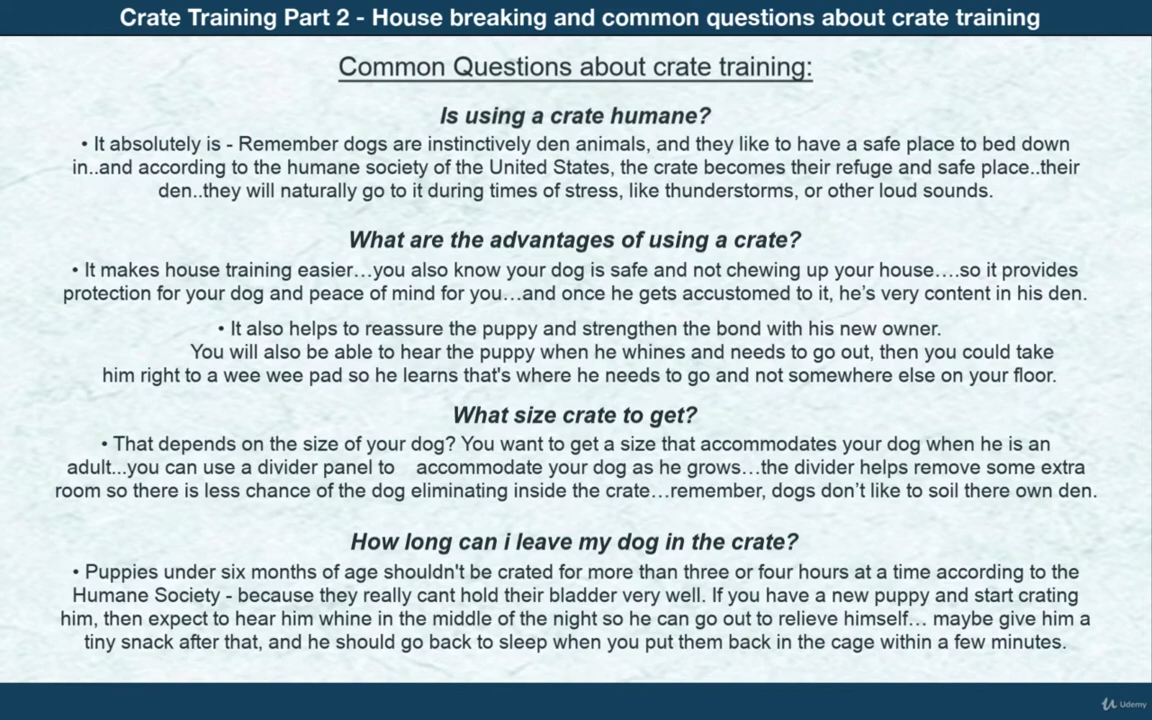 Crate Training Part 2 - House breaking and common questions about crate training
Common Questions about crate training:
Is using a crate humane?
• It absolutely is - Remember dogs are instinctively den animals, and they like to have a safe place to bed down
in..and according to the humane society of the United States, the crate becomes their refuge and safe place..their
den..they will naturally go to it during times of stress, like thunderstorms, or other loud sounds.
What are the advantages of using a crate?
• It makes house training easier…you also know your dog is safe and not chewing up your house….so it provides
protection for your dog and peace of mind for you…and once he gets accustomed to it, he’s very content in his den.
• It also helps to reassure the puppy and strengthen the bond with his new owner.
You will also be able to hear the puppy when he whines and needs to go out, then you could take
him right to a wee wee pad so he learns that's where he needs to go and not somewhere else on your floor.
What size crate to get?
• That depends on the size of your dog? You want to get a size that accommodates your dog when he is an
adult...you can use a divider panel to accommodate your dog as he grows…the divider helps remove some extra
room so there is less chance of the dog eliminating inside the crate…remember, dogs don’t like to soil there own den.
How long can i leave my dog in the crate?
• Puppies under six months of age shouldn't be crated for more than three or four hours at a time according to the
Humane Society - because they really cant hold their bladder very well. If you have a new puppy and start crating
him, then expect to hear him whine in the middle of the night so he can go out to relieve himself… maybe give him a
tiny snack after that, and he should go back to sleep when you put them back in the cage within a few minutes.
Udemy